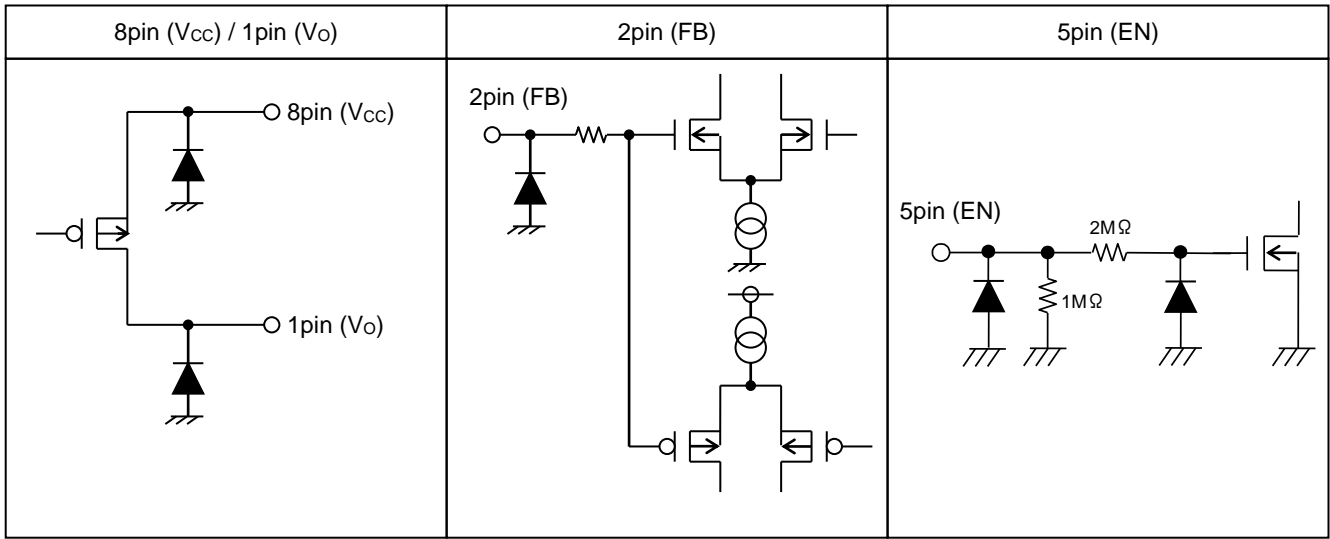 8pin (VCC) / 1pin (VO)
2pin (FB)
5pin (EN)
8pin (VCC)
1pin (VO)
2pin (FB)
5pin (EN)
2MΩ
1MΩ